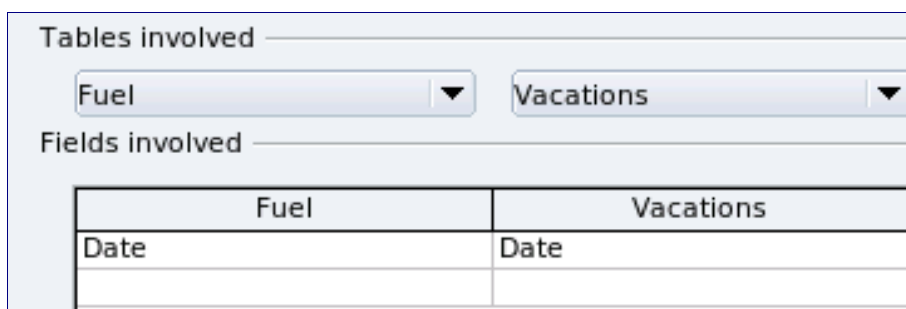 Tables involved
Fuel Vacations
Fields involved
Fuel Vacations
Date Date